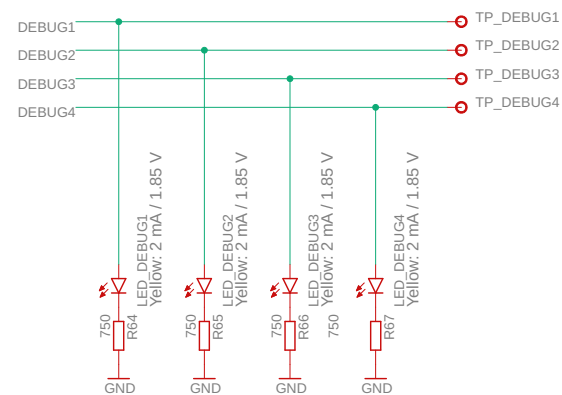 DEBUG1
TP_DEBUG1
DEBUG2
TP_DEBUG2
DEBUG3
TP_DEBUG3
DEBUG4
TP_DEBUG4
LED_DEBUG1
Yellow: 2 mA / 1.85 V
LED_DEBUG2
Yellow: 2 mA / 1.85 V
LED_DEBUG3
Yellow: 2 mA / 1.85 V
LED_DEBUG4
Yellow: 2 mA / 1.85 V
750
R64
750
R65
750
R66
750
R67
GND
GND
GND
GND